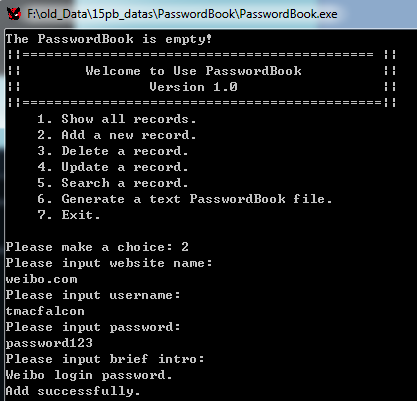 F:\old_Data\15pb_datas\PasswordBook\PasswordBook.exe
The PasswordBook is empty!
||============================================ ||
||        Welcome to Use PasswordBook          ||
||                Version 1.0                  ||
||=============================================||
1. Show all records.
2. Add a new record.
3. Delete a record.
4. Update a record.
5. Search a record.
6. Generate a text PasswordBook file.
7. Exit.
Please make a choice: 2
Please input website name:
weibo.com
Please input username:
tmacfalcon
Please input password:
password123
Please input brief intro:
Weibo login password.
Add successfully.